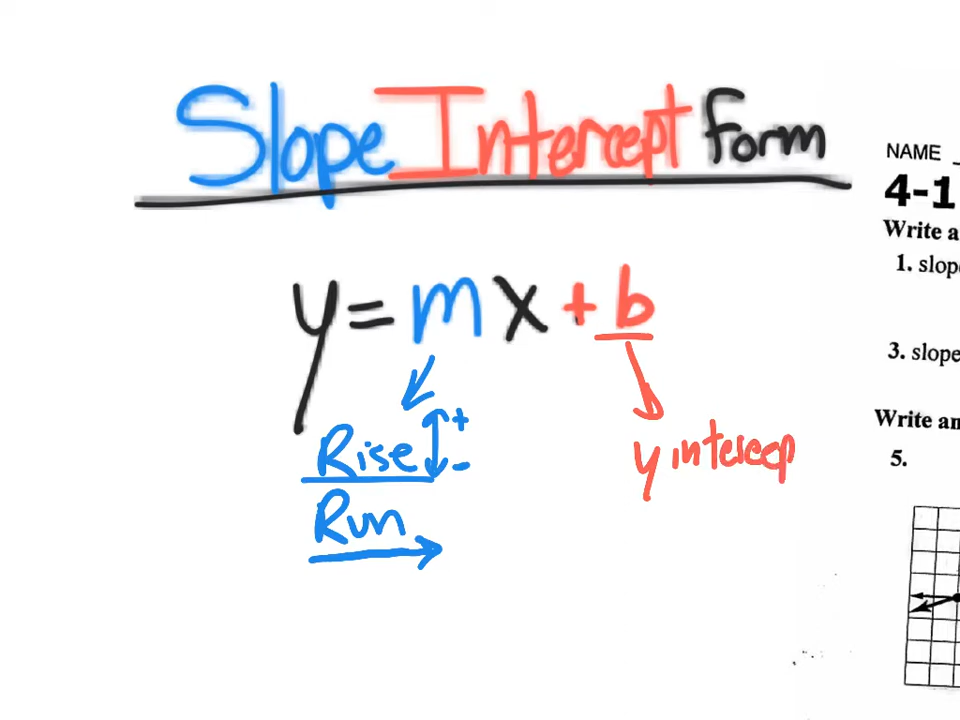 Slope Intercept Form
y = mx + b
Rise + -
Run
y intercep
NAME
4-1
Write a
1. slope
3. slope
Write an
5.